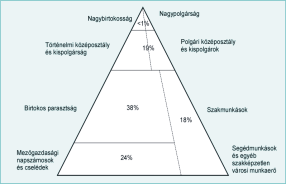 Nagybirtokosság
Nagypolgárság
<1%
Történelmi középosztály
és kispolgárság
19%
Polgári középosztály
és kispolgárok
Birtokos parasztság
38%
18%
Szakmunkások
Mezőgazdasági
napszámosok
és cselédek
24%
Segédmunkások
és egyéb
szakképzetlen
városi munkaerő